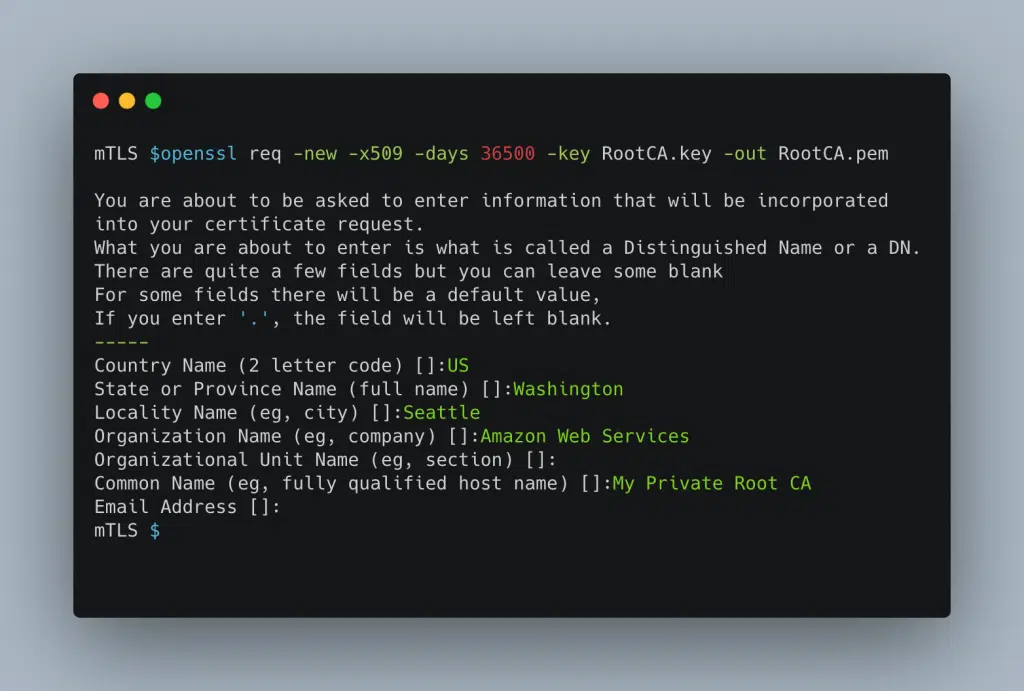 mTLS $openssl req -new -x509 -days 36500 -key RootCA.key -out RootCA.pem
You are about to be asked to enter information that will be incorporated
into your certificate request.
What you are about to enter is what is called a Distinguished Name or a DN.
There are quite a few fields but you can leave some blank
For some fields there will be a default value,
If you enter '.', the field will be left blank.
-----
Country Name (2 letter code) []:US
State or Province Name (full name) []:Washington
Locality Name (eg, city) []:Seattle
Organization Name (eg, company) []:Amazon Web Services
Organizational Unit Name (eg, section) []:
Common Name (eg, fully qualified host name) []:My Private Root CA
Email Address []:
mTLS $